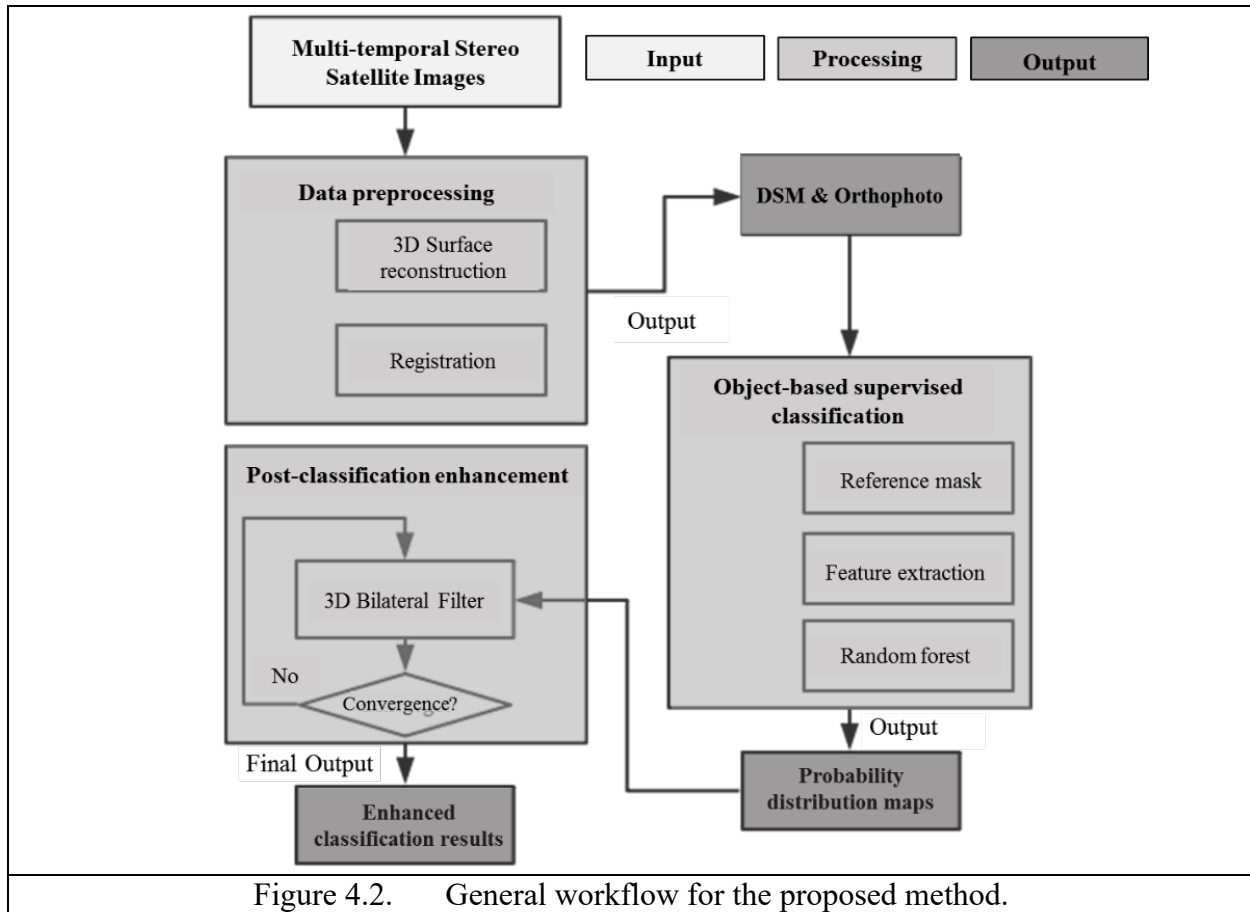 Multi-temporal Stereo
Satellite Images
Input
Processing
Output
Data preprocessing
3D Surface
reconstruction
Registration
Output
DSM & Orthophoto
Object-based supervised
classification
Reference mask
Feature extraction
Random forest
Output
Probability
distribution maps
Post-classification enhancement
3D Bilateral Filter
No
Convergence?
Final Output
Enhanced
classification results
Figure 4.2. General workflow for the proposed method.